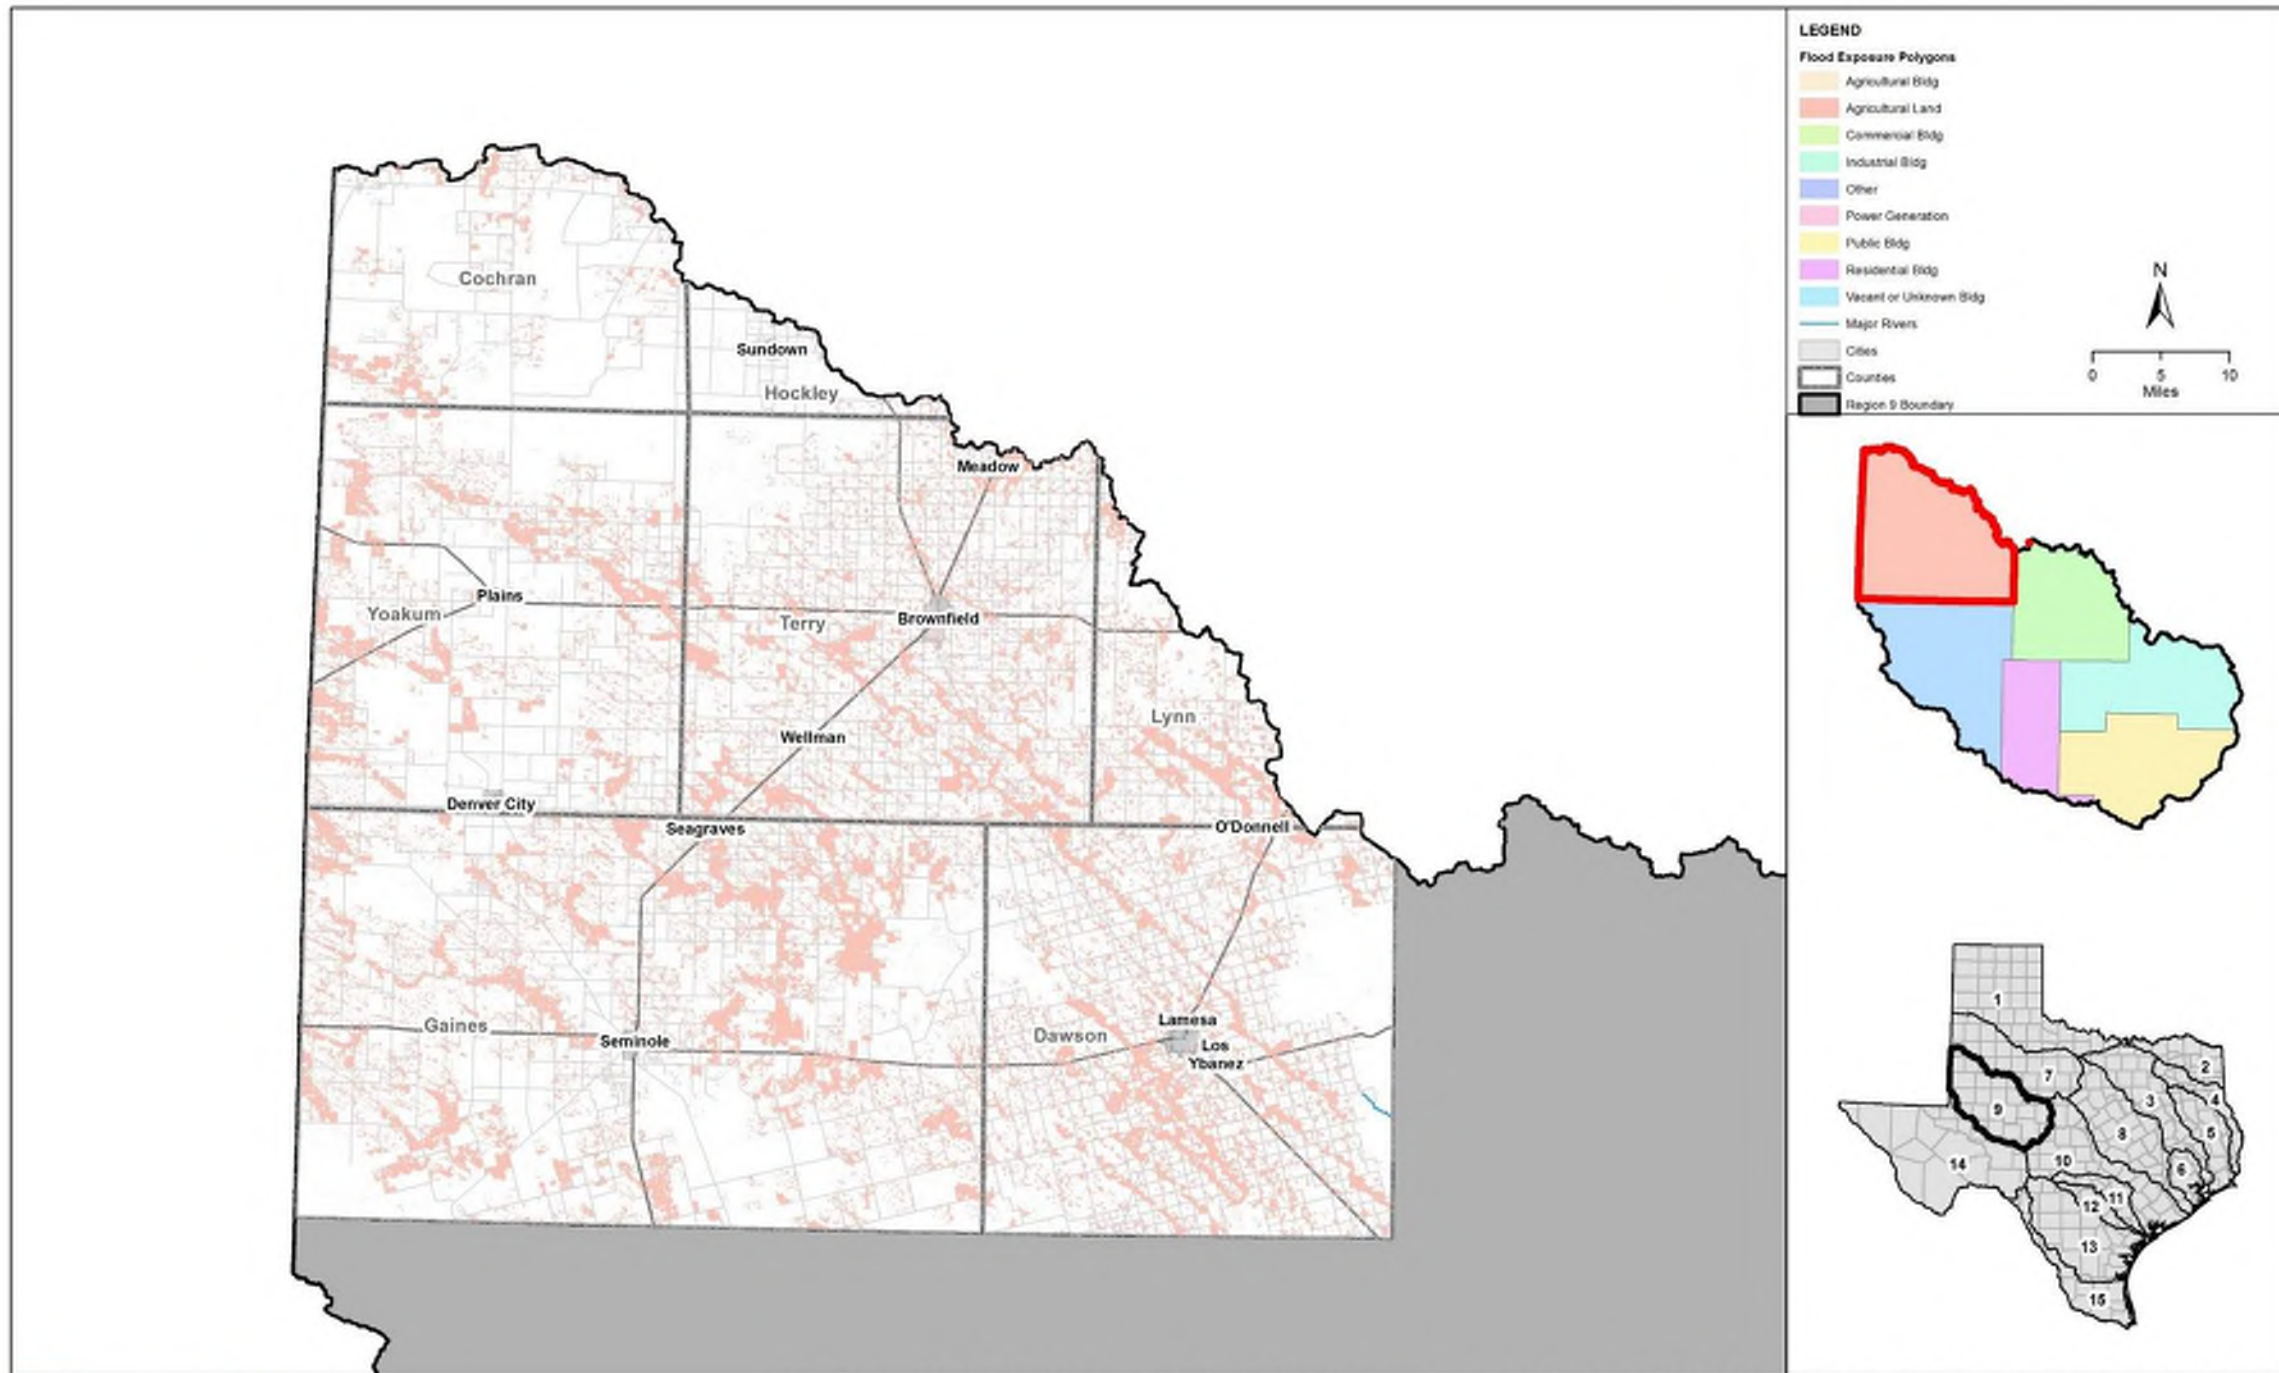 LEGEND
Flood Exposure Polygons
Agricultural Bldg
Agricultural Land
Commercial Bldg
Industrial Bldg
Other
Power Generation
Public Bldg
Residential Bldg
Vacant or Unknown Bldg
Major Rivers
Cities
Counties
Region 9 Boundary
N
0 5 10
Miles
Cochran
Sundown
Hockley
Meadow
Plains
Yoakum
Terry
Brownfield
Lynn
Wellman
Denver City
Seagraves
O'Donnell
Gaines
Seminole
Dawson
Lamesa
Los
Ybanez
1
2
7
3
4
9
8
5
14
10
6
11
12
13
15